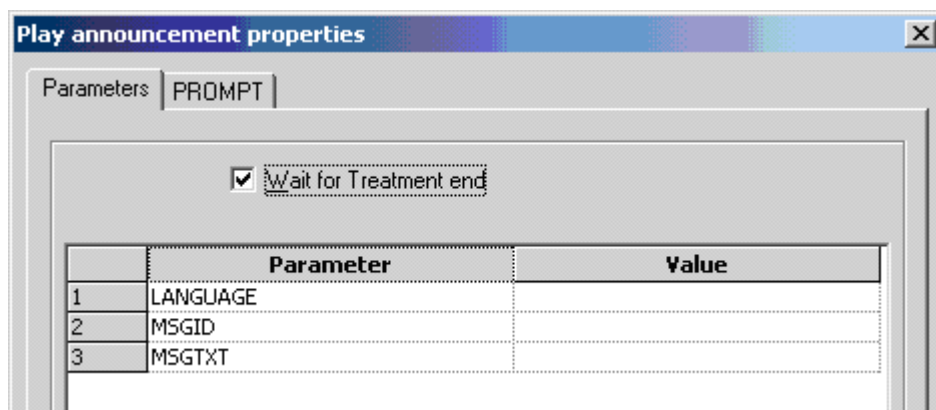 Play announcement properties
Parameters PROMPT
Wait for Treatment end
Parameter Value
1 LANGUAGE
2 MSGID
3 MSGTXT